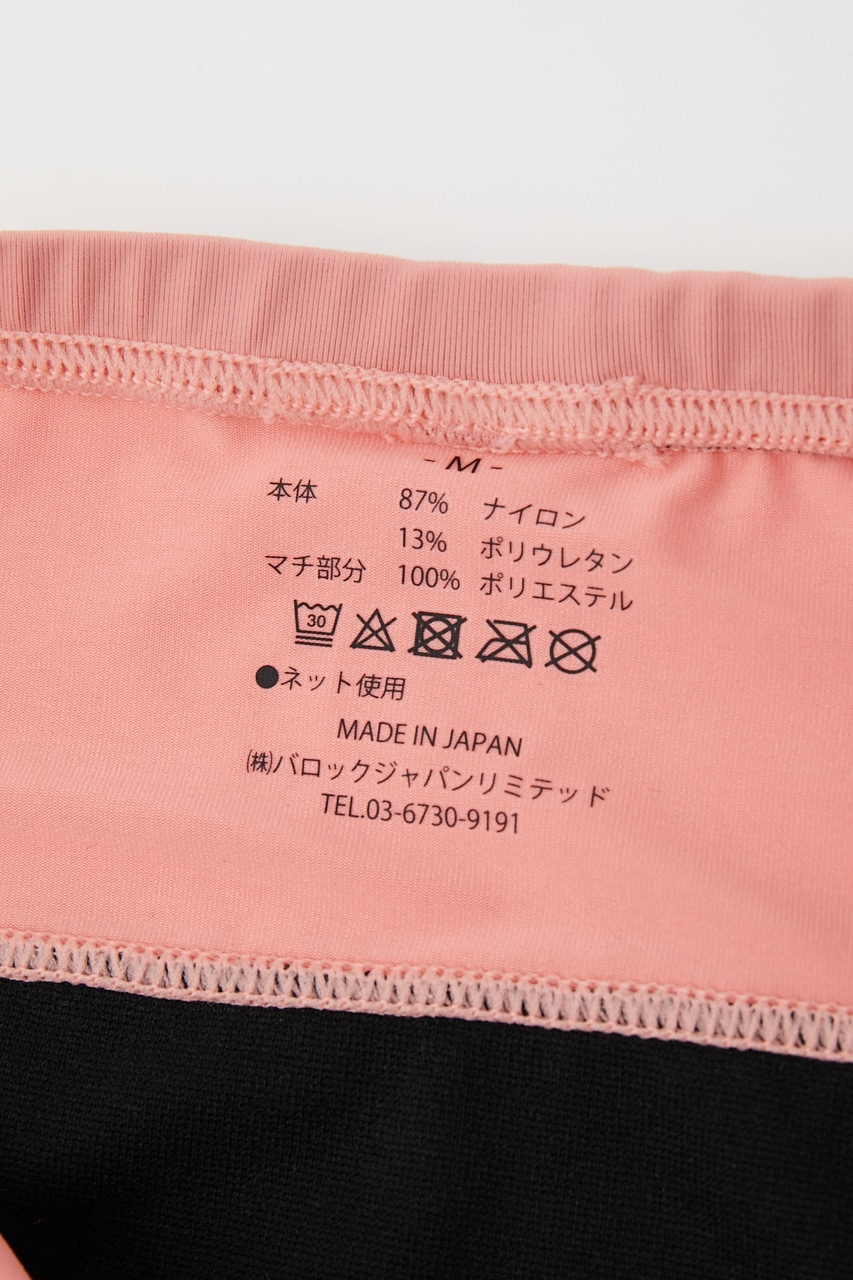 - M -
本体 87% ナイロン
13% ポリウレタン
マチ部分 100% ポリエステル
30
●ネット使用
MADE IN JAPAN
㈱バロックジャパンリミテッド
TEL.03-6730-9191